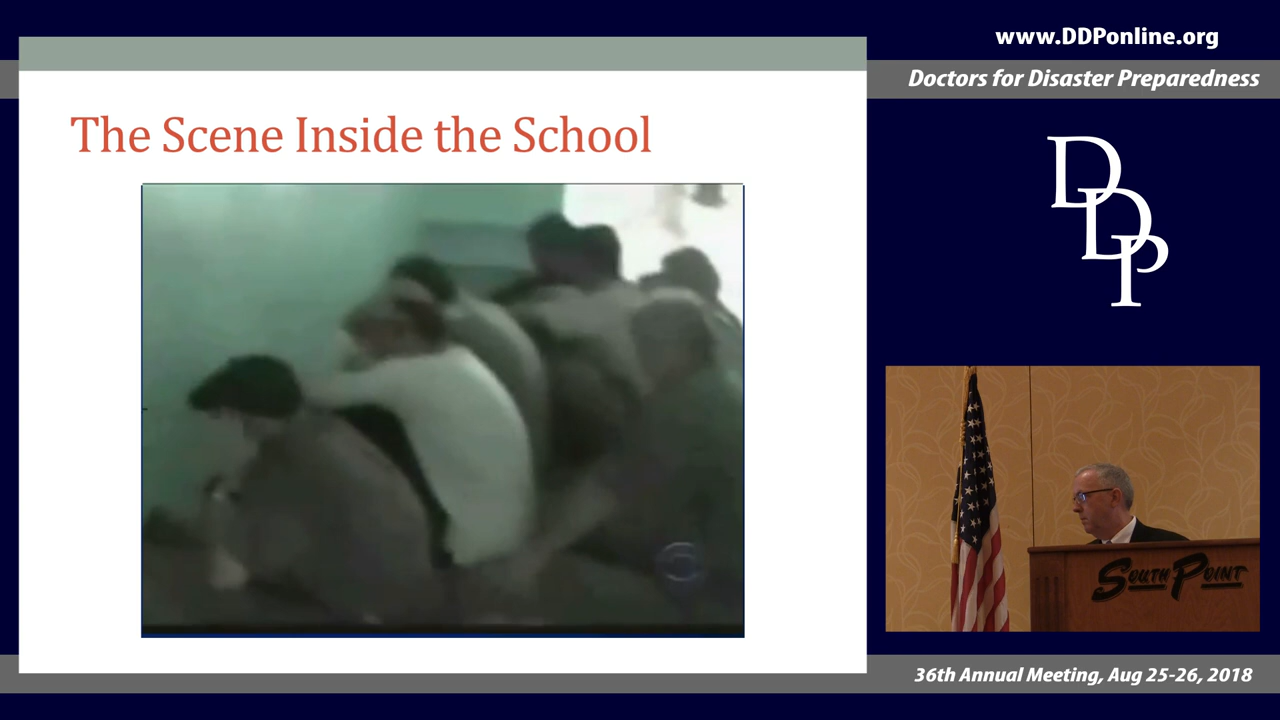 www.DDPonline.org
Doctors for Disaster Preparedness
The Scene Inside the School
DDP
SOUTH POINT
36th Annual Meeting, Aug 25-26, 2018